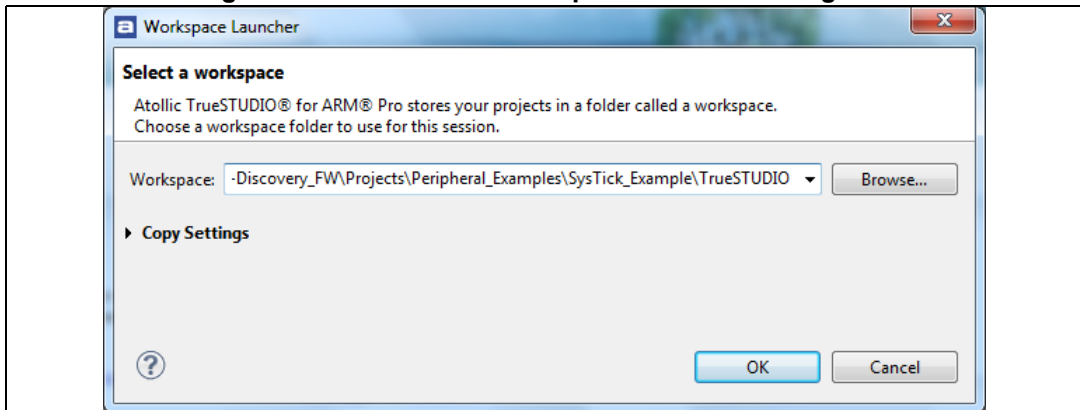 Workspace Launcher
Select a workspace
Atollic TrueSTUDIO® for ARM® Pro stores your projects in a folder called a workspace.
Choose a workspace folder to use for this session.
Workspace: -Discovery_FW\Projects\Peripheral_Examples\SysTick_Example\TrueSTUDIO Browse...
Copy Settings
OK Cancel